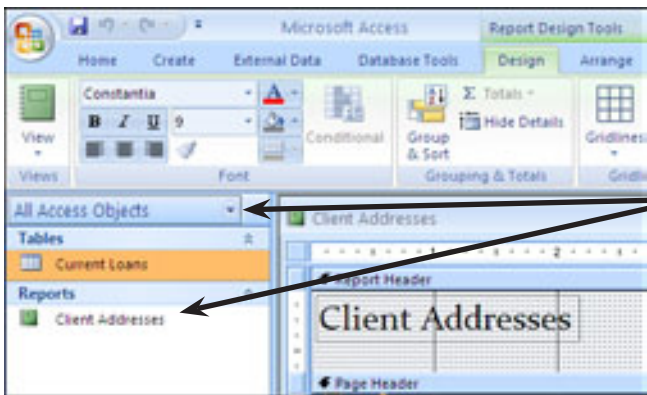 Microsoft Access Report Design Tools
Home Create External Data Database Tools Design Arrange
View
Constantia
B I U 9
Conditional
Group
& Sort
Σ Totals
Hide Details
Gridlines
Views Font Grouping & Totals
All Access Objects
Tables
Current Loans
Reports
Client Addresses
Client Addresses
1 2
Report Header
Client Addresses
Page Header